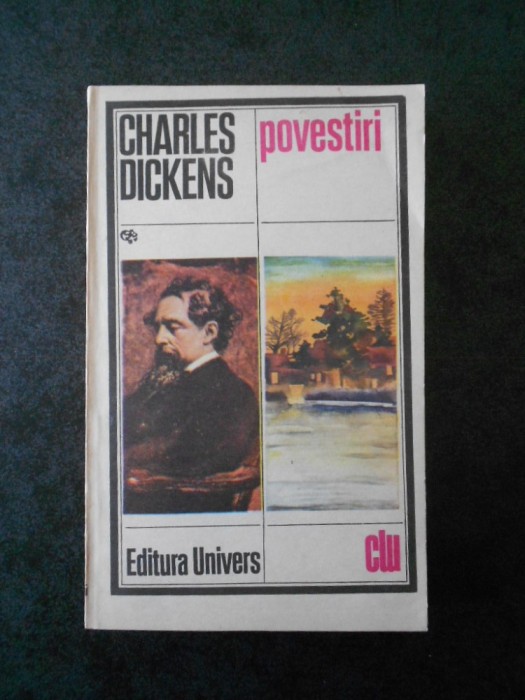 CHARLES
DICKENS
povestiri
Editura Univers
clu